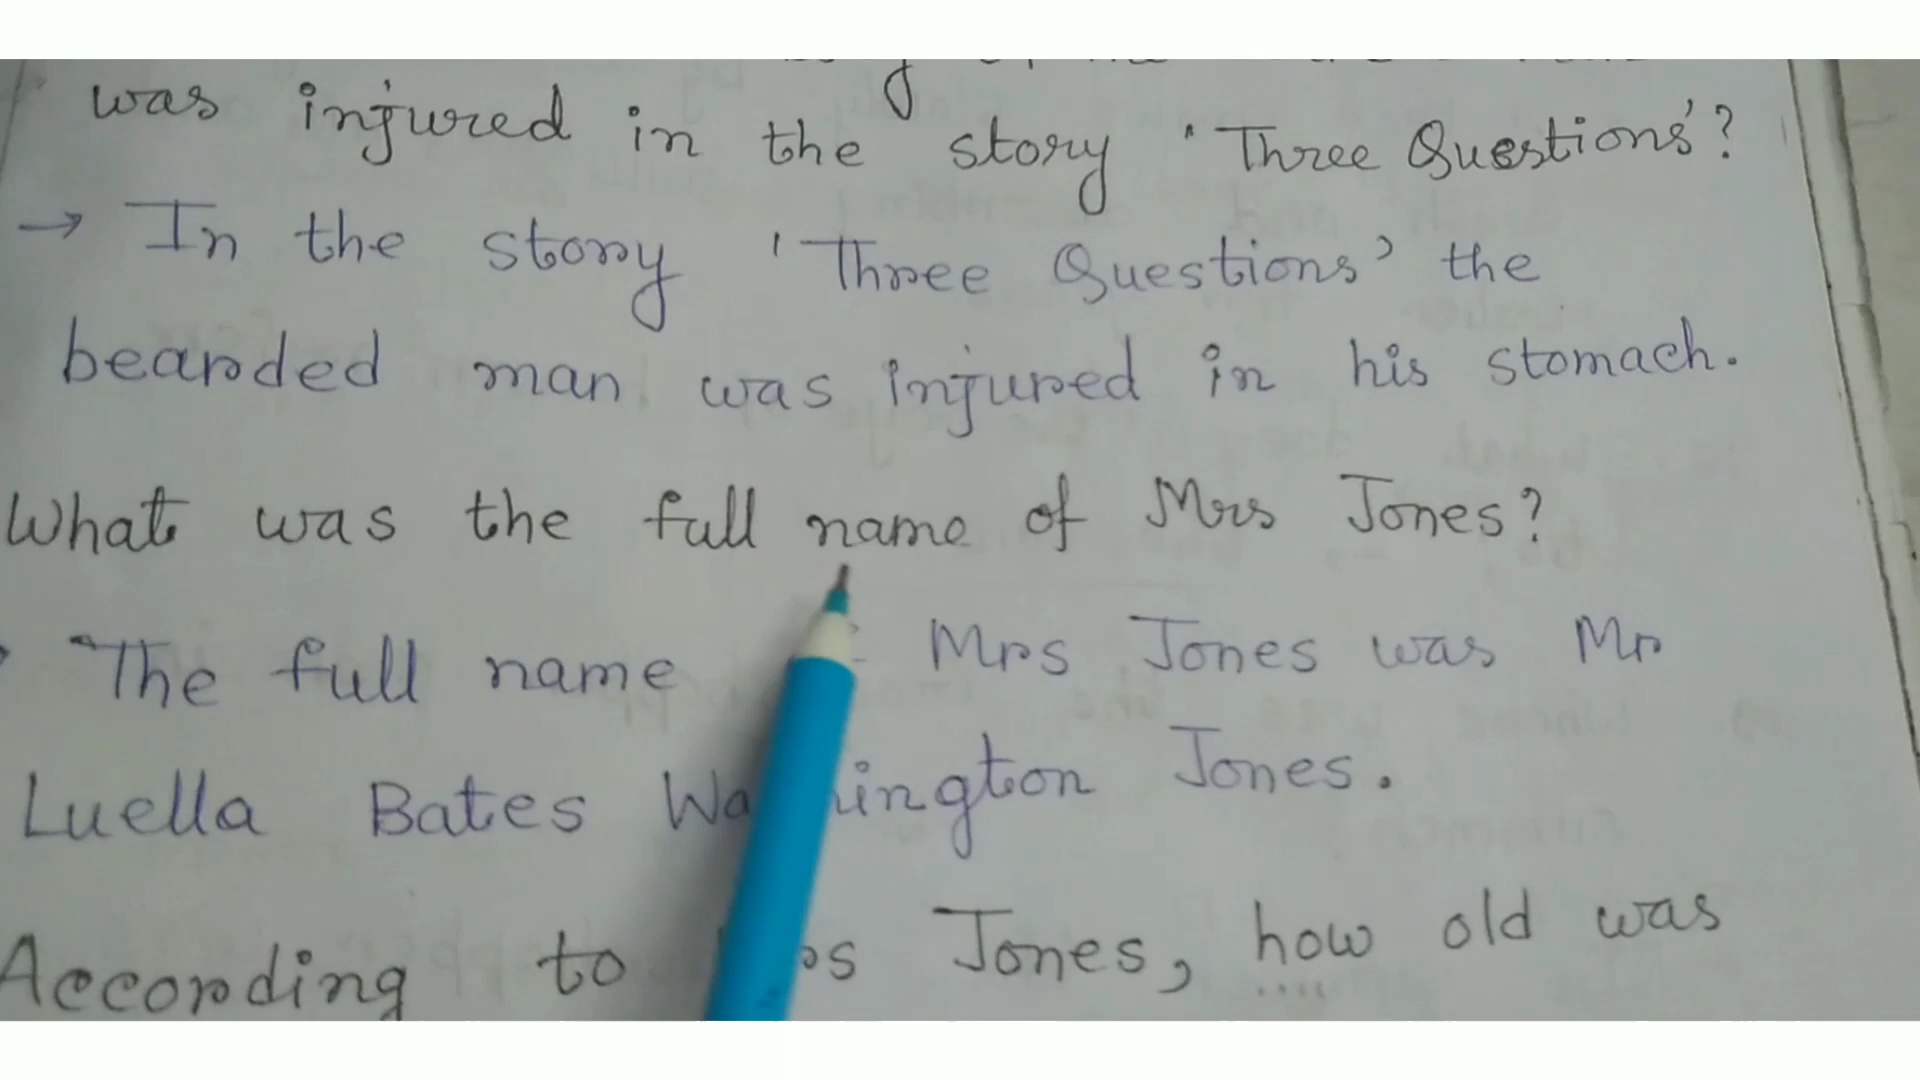 was injured in the story 'Three Questions'?
→ In the story 'Three Questions' the
bearded man was injured in his stomach.
What was the full name of Mrs Jones?
The full name Mrs Jones was Mr
Luella Bates Jones.
According to Jones, how old was